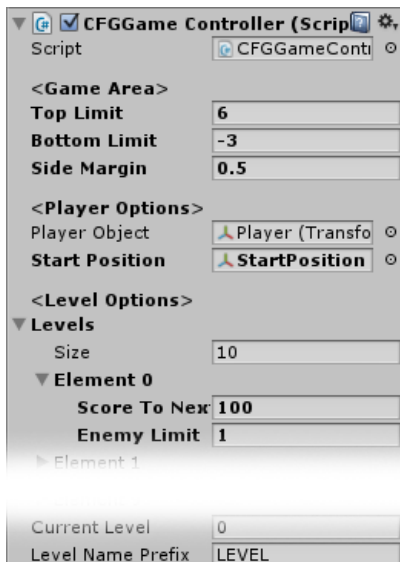 CFGGame Controller (Scrip
Script CFGGameContr
<Game Area>
Top Limit 6
Bottom Limit -3
Side Margin 0.5
<Player Options>
Player Object Player (Transfo
Start Position StartPosition
<Level Options>
Levels
Size 10
Element 0
Score To Nex 100
Enemy Limit 1
Element 1
Current Level 0
Level Name Prefix LEVEL